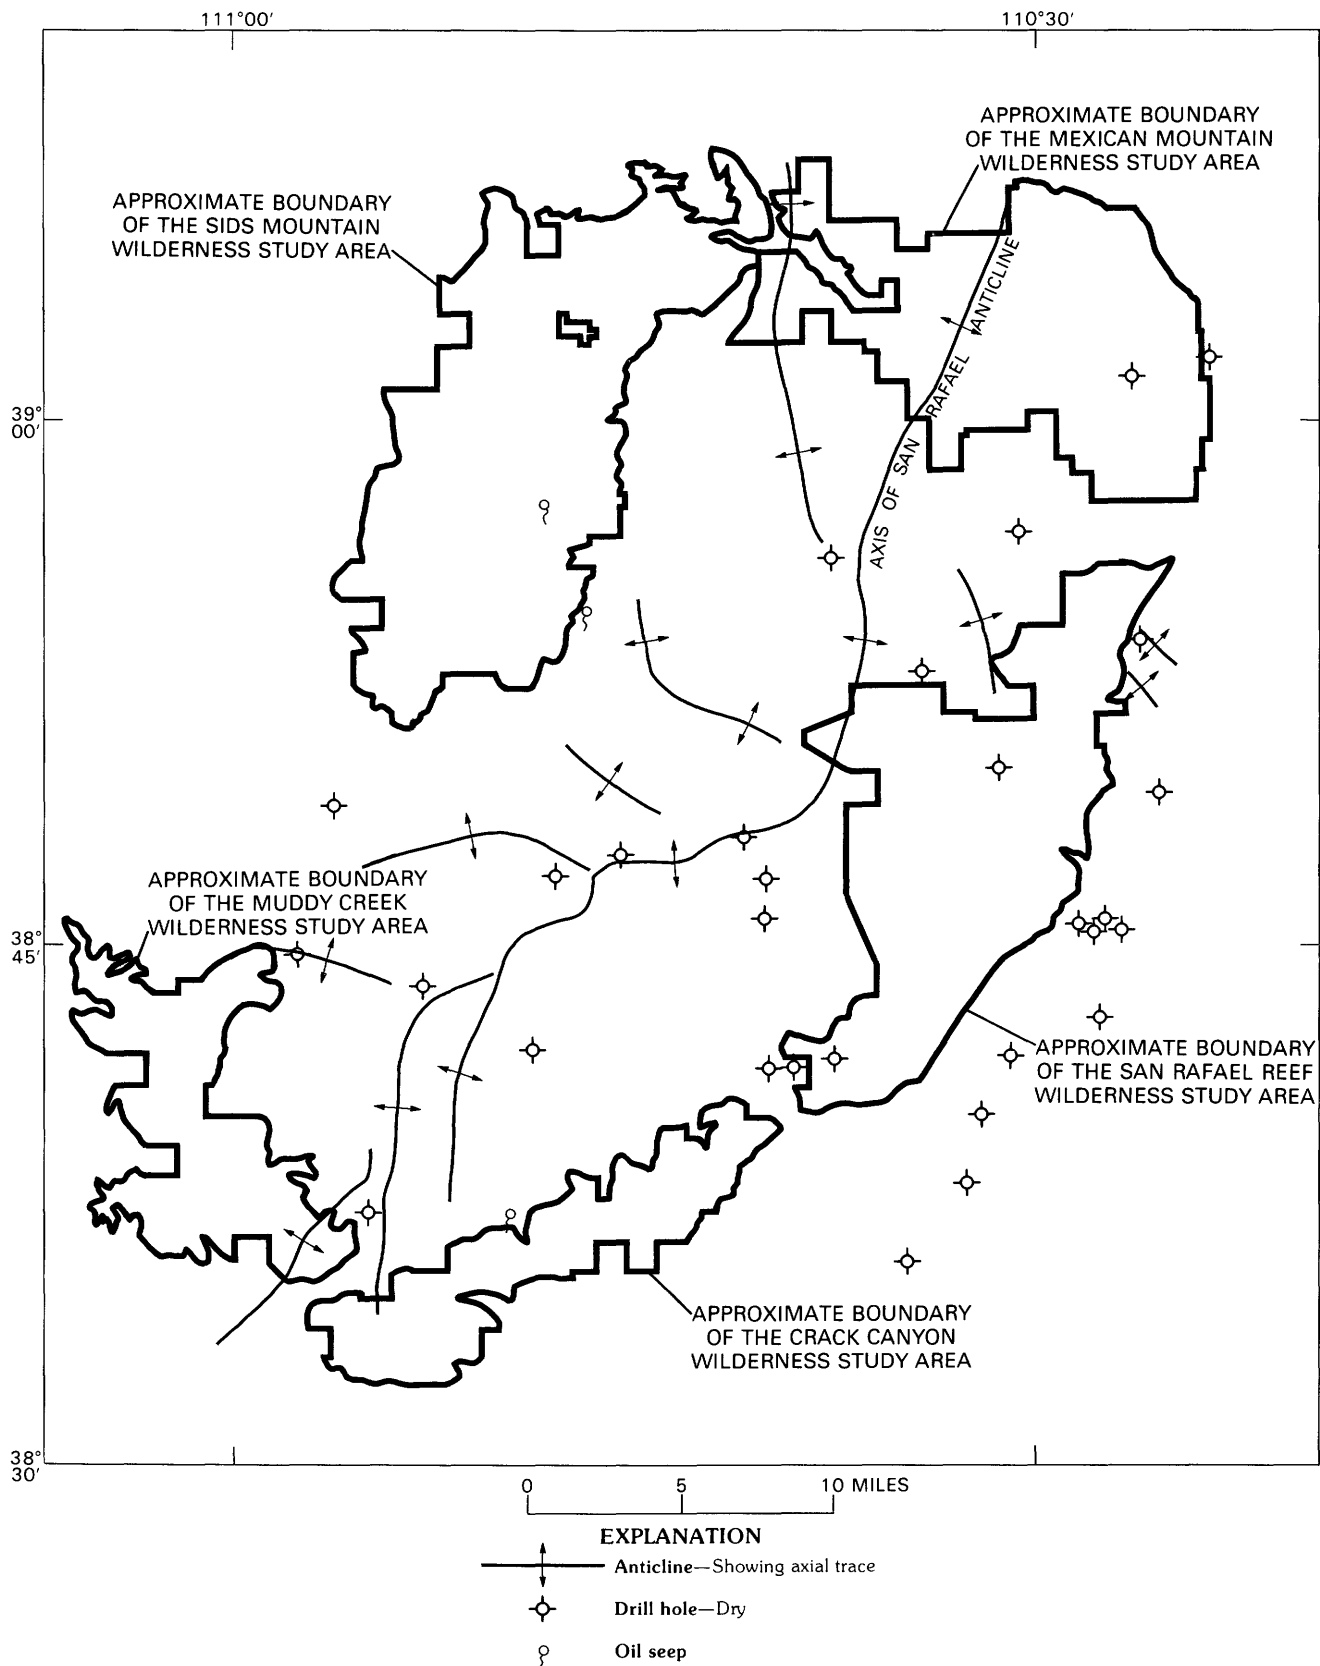 111°00′
110°30′
APPROXIMATE BOUNDARY
OF THE MEXICAN MOUNTAIN
WILDERNESS STUDY AREA
APPROXIMATE BOUNDARY
OF THE SIDS MOUNTAIN
WILDERNESS STUDY AREA
AXIS OF SAN RAFAEL ANTICLINE
39°
00′
APPROXIMATE BOUNDARY
OF THE MUDDY CREEK
WILDERNESS STUDY AREA
38°
45′
APPROXIMATE BOUNDARY
OF THE SAN RAFAEL REEF
WILDERNESS STUDY AREA
APPROXIMATE BOUNDARY
OF THE CRACK CANYON
WILDERNESS STUDY AREA
38°
30′
0 5 10 MILES
EXPLANATION
Anticline—Showing axial trace
Drill hole—Dry
Oil seep